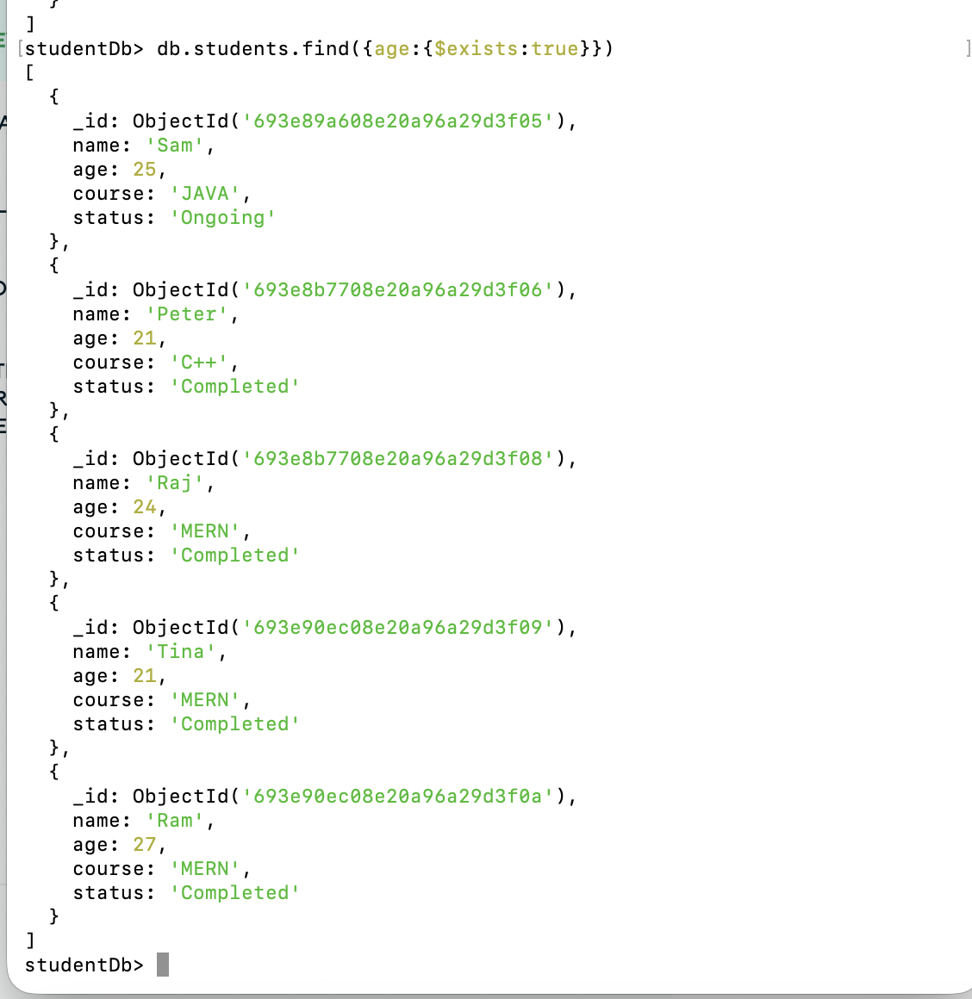 }
]
[studentDb> db.students.find({age:{$exists:true}}) ]
[
  {
    _id: ObjectId('693e89a608e20a96a29d3f05'),
    name: 'Sam',
    age: 25,
    course: 'JAVA',
    status: 'Ongoing'
  },
  {
    _id: ObjectId('693e8b7708e20a96a29d3f06'),
    name: 'Peter',
    age: 21,
    course: 'C++',
    status: 'Completed'
  },
  {
    _id: ObjectId('693e8b7708e20a96a29d3f08'),
    name: 'Raj',
    age: 24,
    course: 'MERN',
    status: 'Completed'
  },
  {
    _id: ObjectId('693e90ec08e20a96a29d3f09'),
    name: 'Tina',
    age: 21,
    course: 'MERN',
    status: 'Completed'
  },
  {
    _id: ObjectId('693e90ec08e20a96a29d3f0a'),
    name: 'Ram',
    age: 27,
    course: 'MERN',
    status: 'Completed'
  }
]
studentDb>